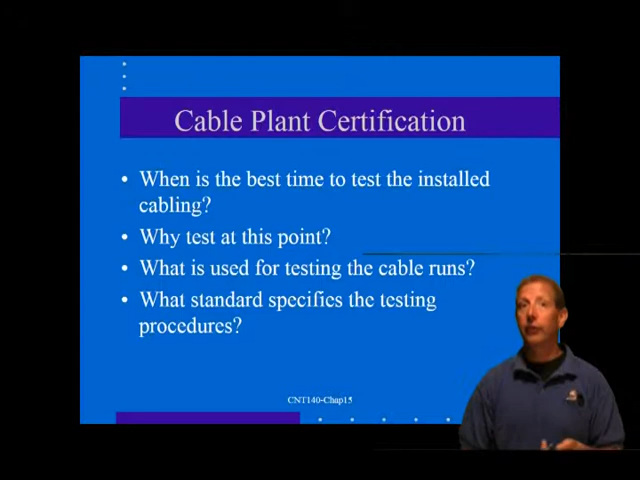 Cable Plant Certification
• When is the best time to test the installed
cabling?
• Why test at this point?
• What is used for testing the cable runs?
• What standard specifies the testing
procedures?
CNT140-Chap15